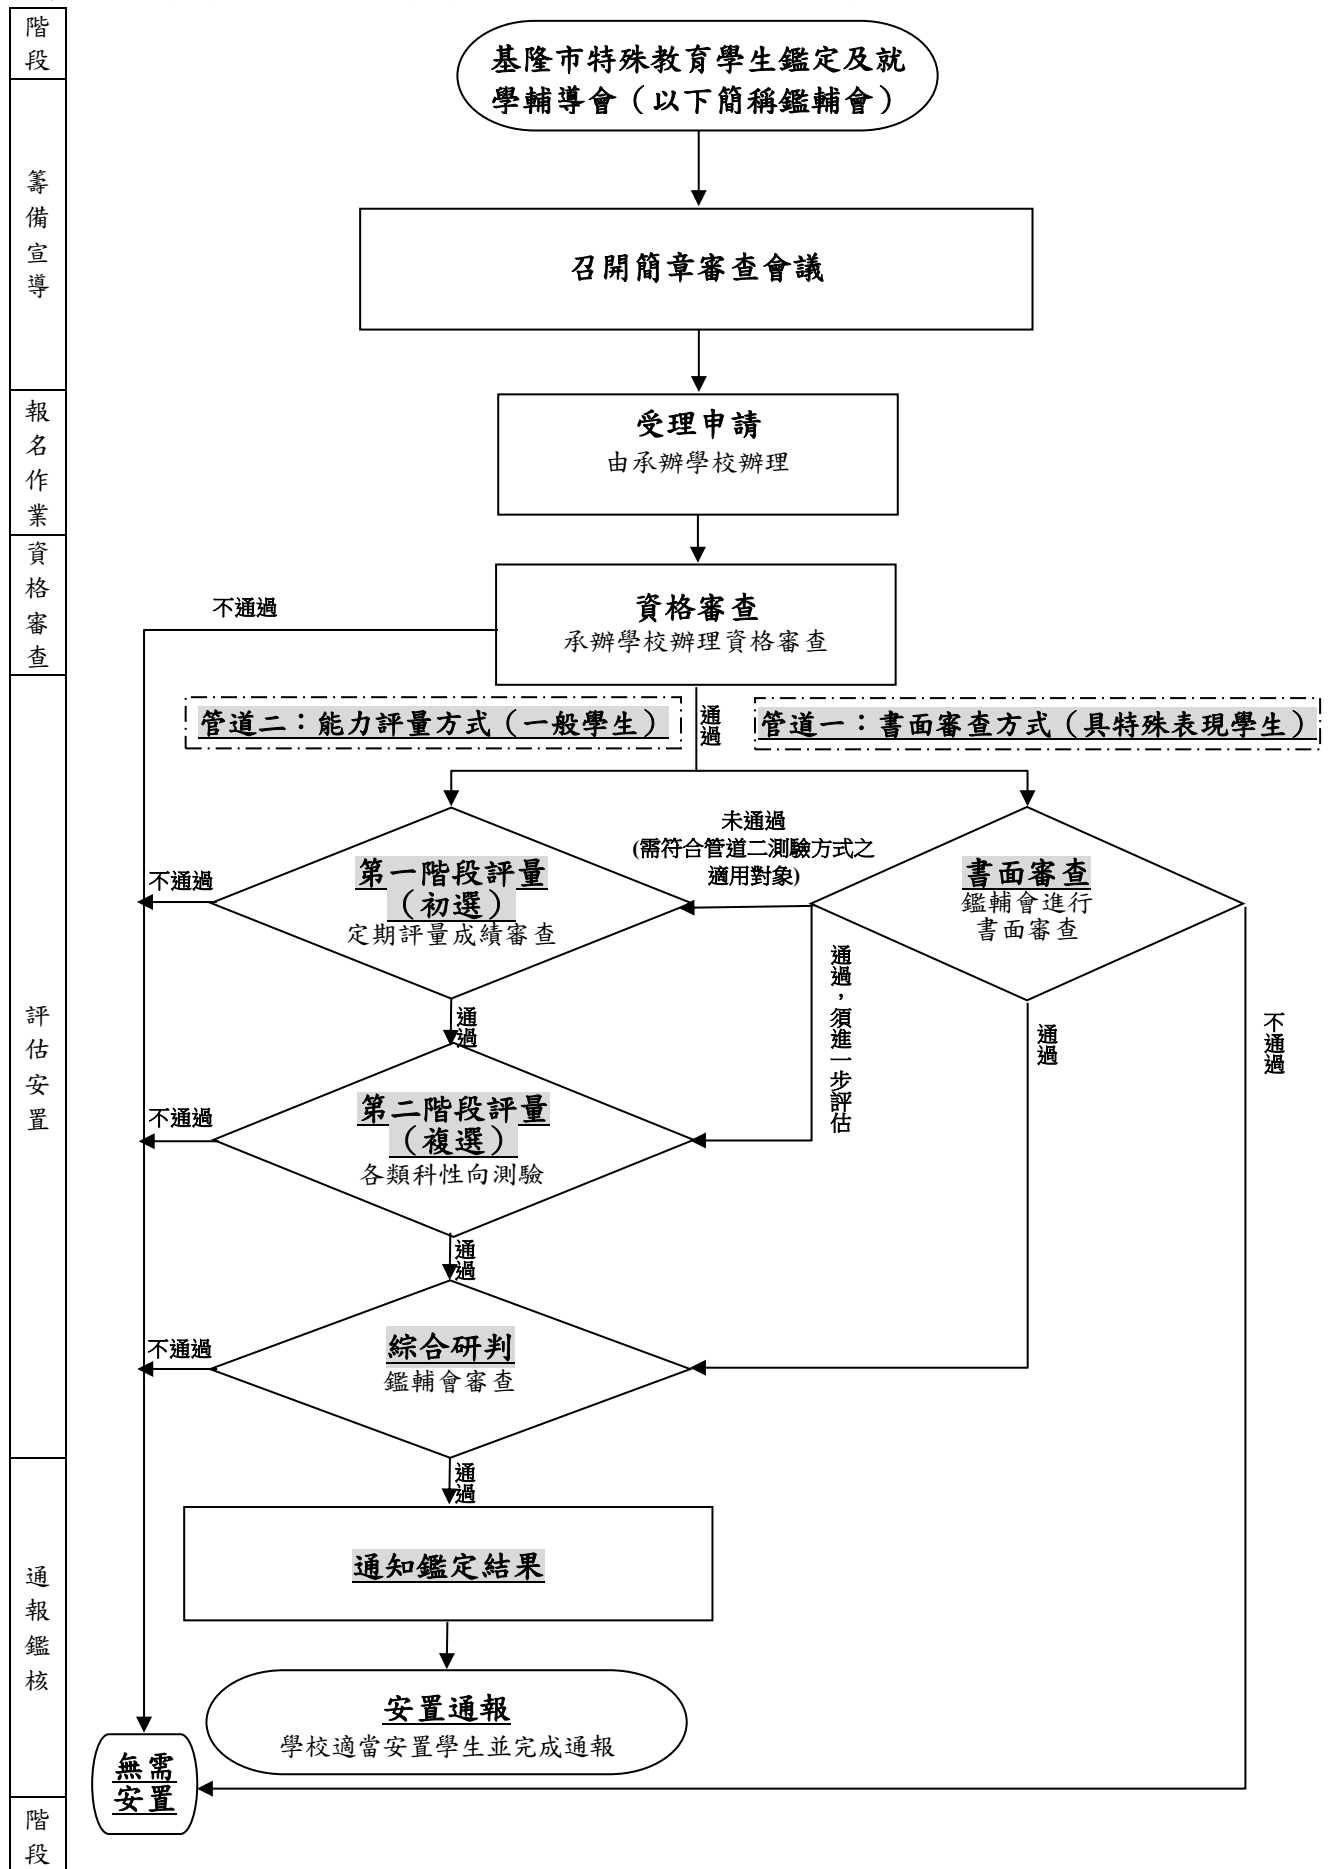 階
段
基隆市特殊教育學生鑑定及就
學輔導會（以下簡稱鑑輔會）
籌
備
宣
導
召開簡章審查會議
報
名
作
業
受理申請
由承辦學校辦理
資
格
審
查
不通過
資格審查
承辦學校辦理資格審查
管道二：能力評量方式（一般學生）
通
過
管道一：書面審查方式（具特殊表現學生）
評
估
安
置
不通過
第一階段評量
（初選）
定期評量成績審查
未通過
(需符合管道二測驗方式之
適用對象)
書面審查
鑑輔會進行
書面審查
通過，須進一步評估
通過
不通過
通過
不通過
第二階段評量
（複選）
各類科性向測驗
通過
不通過
綜合研判
鑑輔會審查
通過
通
報
鑑
核
通知鑑定結果
安置通報
學校適當安置學生並完成通報
無需
安置
階
段